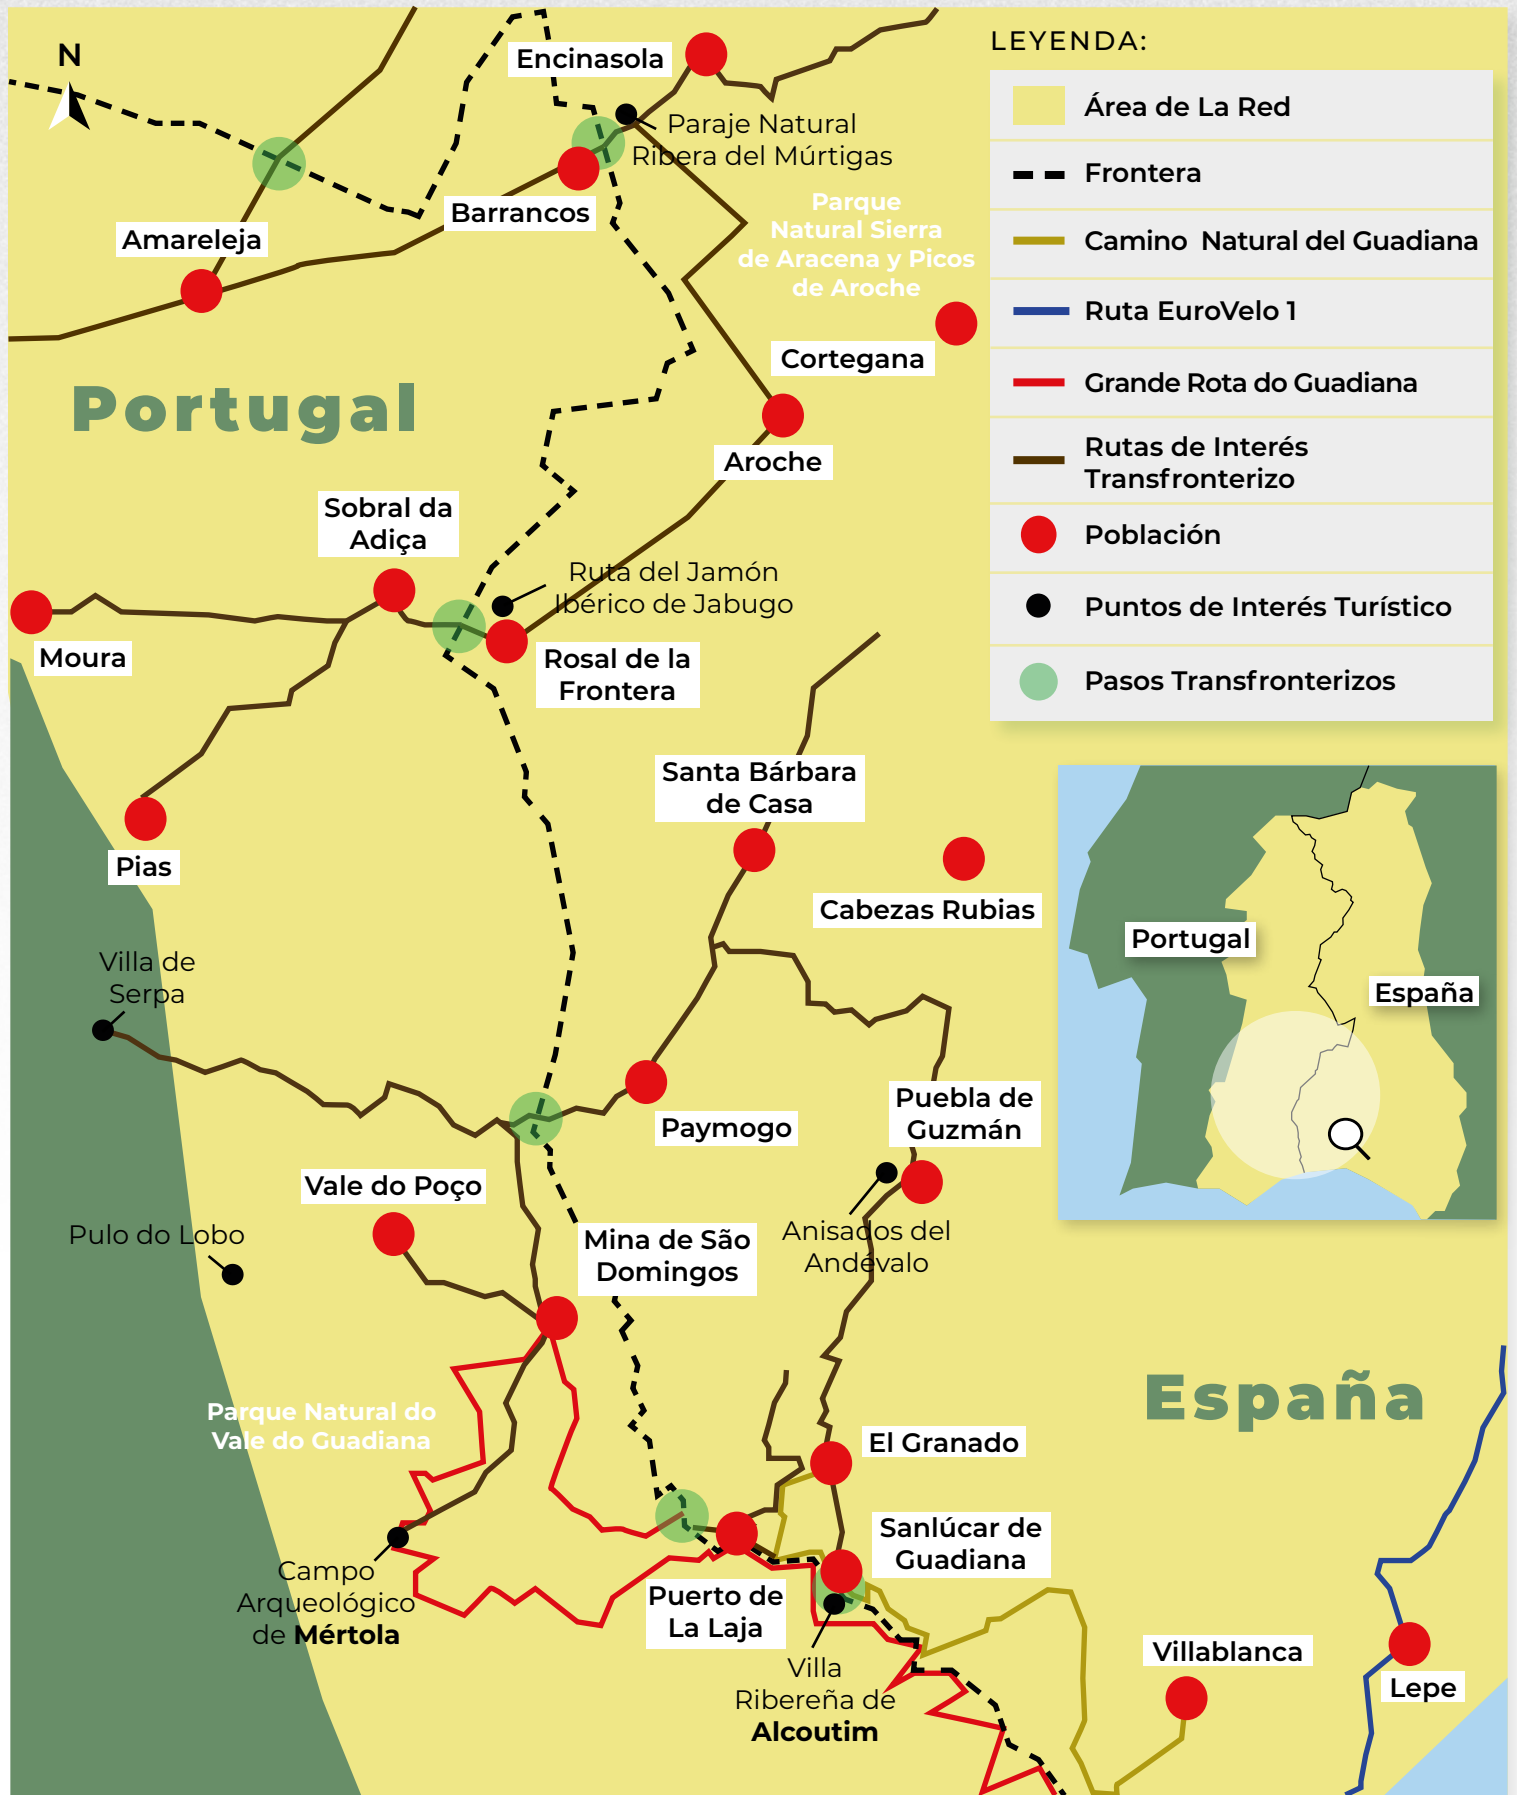 N
Encinasola
Paraje Natural
Ribera del Múrtigas
Barrancos
Amareleja
Parque
Natural Sierra
de Aracena y Picos
de Aroche
Cortegana
Portugal
Aroche
Sobral da
Adiça
Ruta del Jamón
Ibérico de Jabugo
Moura
Rosal de la
Frontera
Santa Bárbara
de Casa
Pias
Cabezas Rubias
Villa de
Serpa
Paymogo
Puebla de
Guzmán
Vale do Poço
Pulo do Lobo
Mina de São
Domingos
Anisados del
Andévalo
España
Parque Natural do
Vale do Guadiana
El Granado
Sanlúcar de
Guadiana
Campo
Arqueológico
de Mértola
Puerto de
La Laja
Villa
Ribereña de
Alcoutim
Villablanca
Lepe
LEYENDA:
Área de La Red
Frontera
Camino Natural del Guadiana
Ruta EuroVelo 1
Grande Rota do Guadiana
Rutas de Interés
Transfronterizo
Población
Puntos de Interés Turístico
Pasos Transfronterizos
Portugal
España